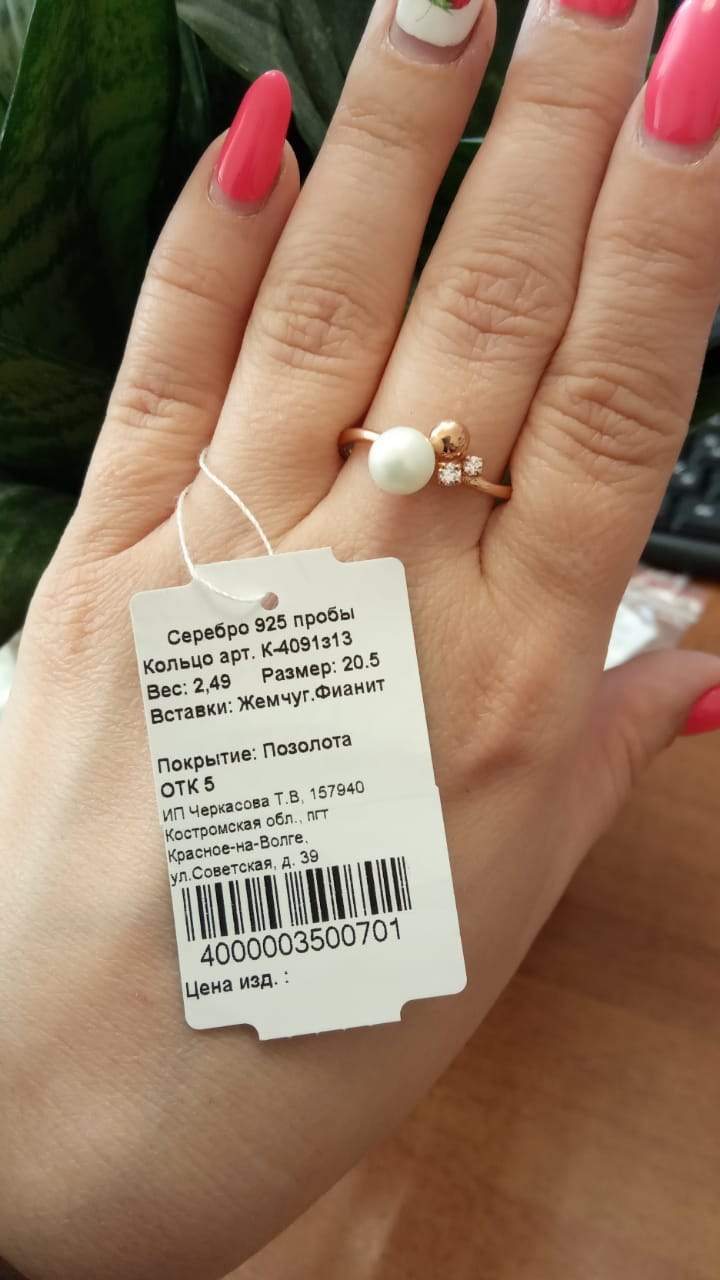 Серебро 925 пробы
Кольцо арт. К-4091з13
Вес: 2,49 Размер: 20.5
Вставки: Жемчуг.Фианит
Покрытие: Позолота
ОТК 5
ИП Черкасова Т.В, 157940
Костромская обл., пгт
Красное-на-Волге,
ул.Советская, д. 39
4000003500701
Цена изд. :